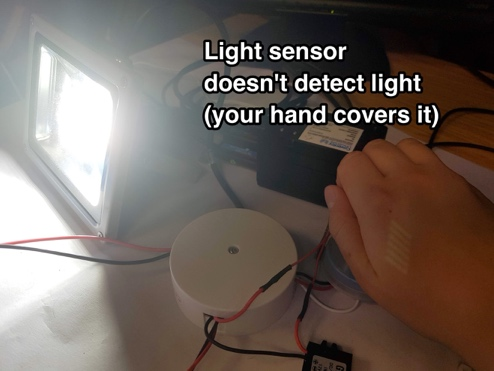 Light sensor
doesn't detect light
(your hand covers it)